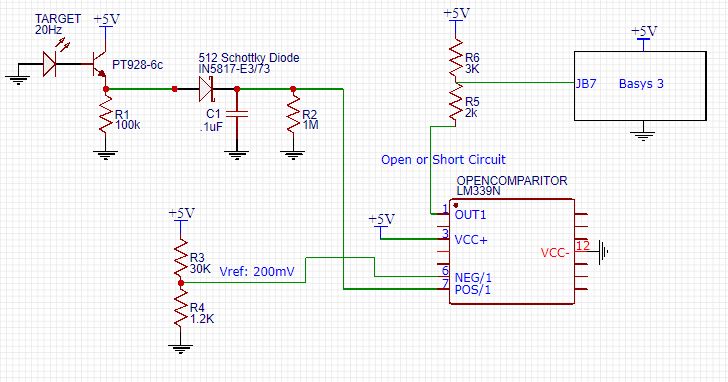 TARGET
20Hz
+5V
PT928-6c
R1
100k
512 Schottky Diode
IN5817-E3/73
C1
.1uF
R2
1M
+5V
R6
3K
R5
2k
+5V
JB7 Basys 3
Open or Short Circuit
OPENCOMPARITOR
LM339N
1 OUT1
+5V
3 VCC+
VCC- 12
6 NEG/1
7 POS/1
+5V
R3
30K
Vref: 200mV
R4
1.2K